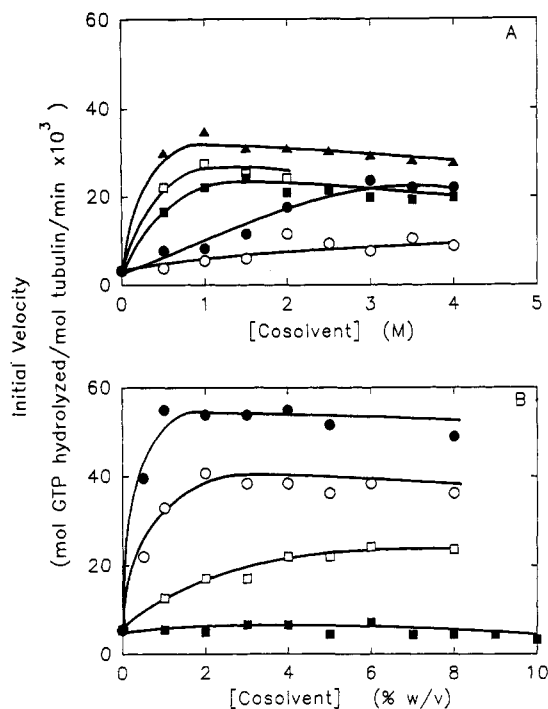 Initial Velocity
(mol GTP hydrolyzed/mol tubulin/min x10³)
A
60
40
20
0
0 1 2 3 4 5
[Cosolvent] (M)
B
60
40
20
0
0 2 4 6 8 10
[Cosolvent] (% w/v)